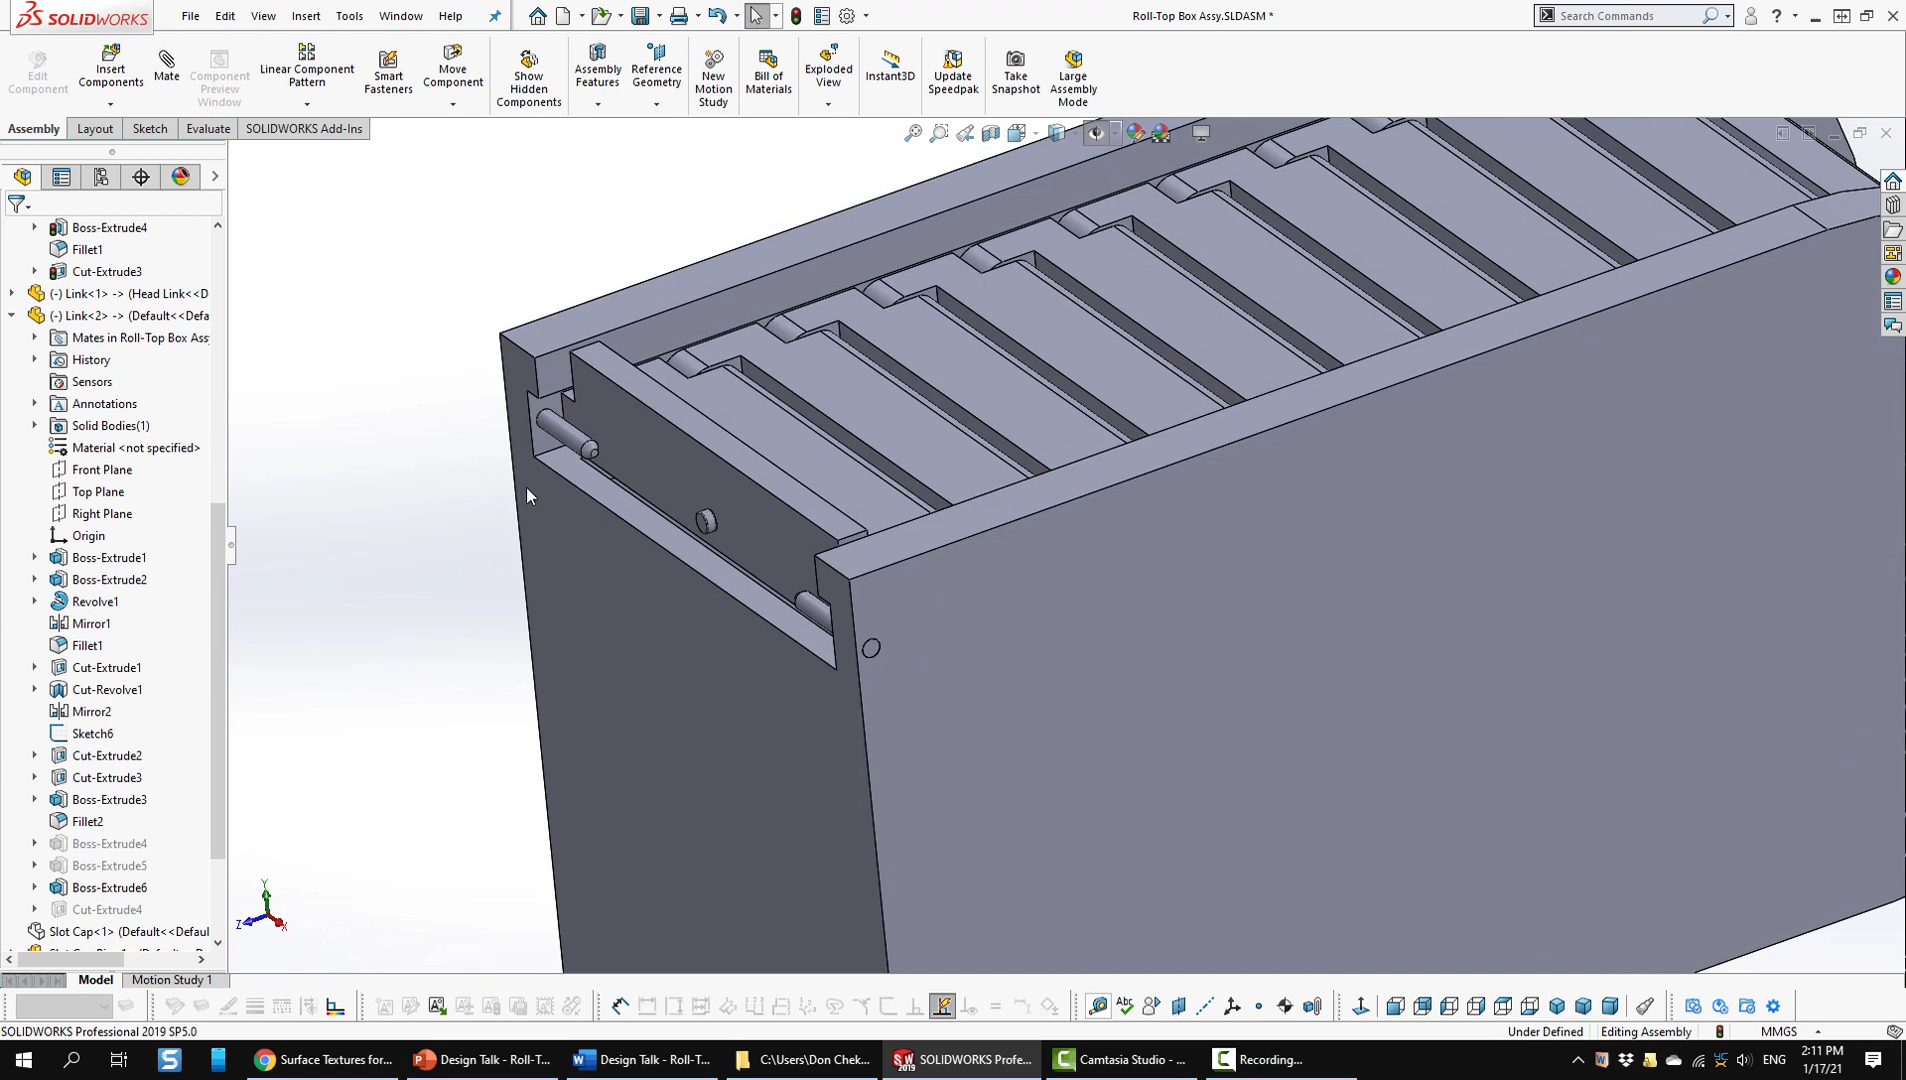 SOLIDWORKS
File Edit View Insert Tools Window Help
Roll-Top Box Assy.SLDASM *
Search Commands
Edit Component
Insert Components
Mate
Component Preview Window
Linear Component Pattern
Smart Fasteners
Move Component
Show Hidden Components
Assembly Features
Reference Geometry
New Motion Study
Bill of Materials
Exploded View
Instant3D
Update Speedpak
Take Snapshot
Large Assembly Mode
Assembly Layout Sketch Evaluate SOLIDWORKS Add-Ins
Boss-Extrude4
Fillet1
Cut-Extrude3
(-) Link<1> -> (Head Link<<D
(-) Link<2> -> (Default<<Defa
Mates in Roll-Top Box Ass
History
Sensors
Annotations
Solid Bodies(1)
Material <not specified>
Front Plane
Top Plane
Right Plane
Origin
Boss-Extrude1
Boss-Extrude2
Revolve1
Mirror1
Fillet1
Cut-Extrude1
Cut-Revolve1
Mirror2
Sketch6
Cut-Extrude2
Cut-Extrude3
Boss-Extrude3
Fillet2
Boss-Extrude4
Boss-Extrude5
Boss-Extrude6
Cut-Extrude4
Slot Cap<1> (Default<<Defaul
Y
Z
X
Model Motion Study 1
SOLIDWORKS Professional 2019 SP5.0
Under Defined Editing Assembly MMGS
Surface Textures for...
Design Talk - Roll-T...
Design Talk - Roll-T...
C:\Users\Don Chek...
SOLIDWORKS Profe...
Camtasia Studio - ...
Recording...
ENG
2:11 PM
1/17/21